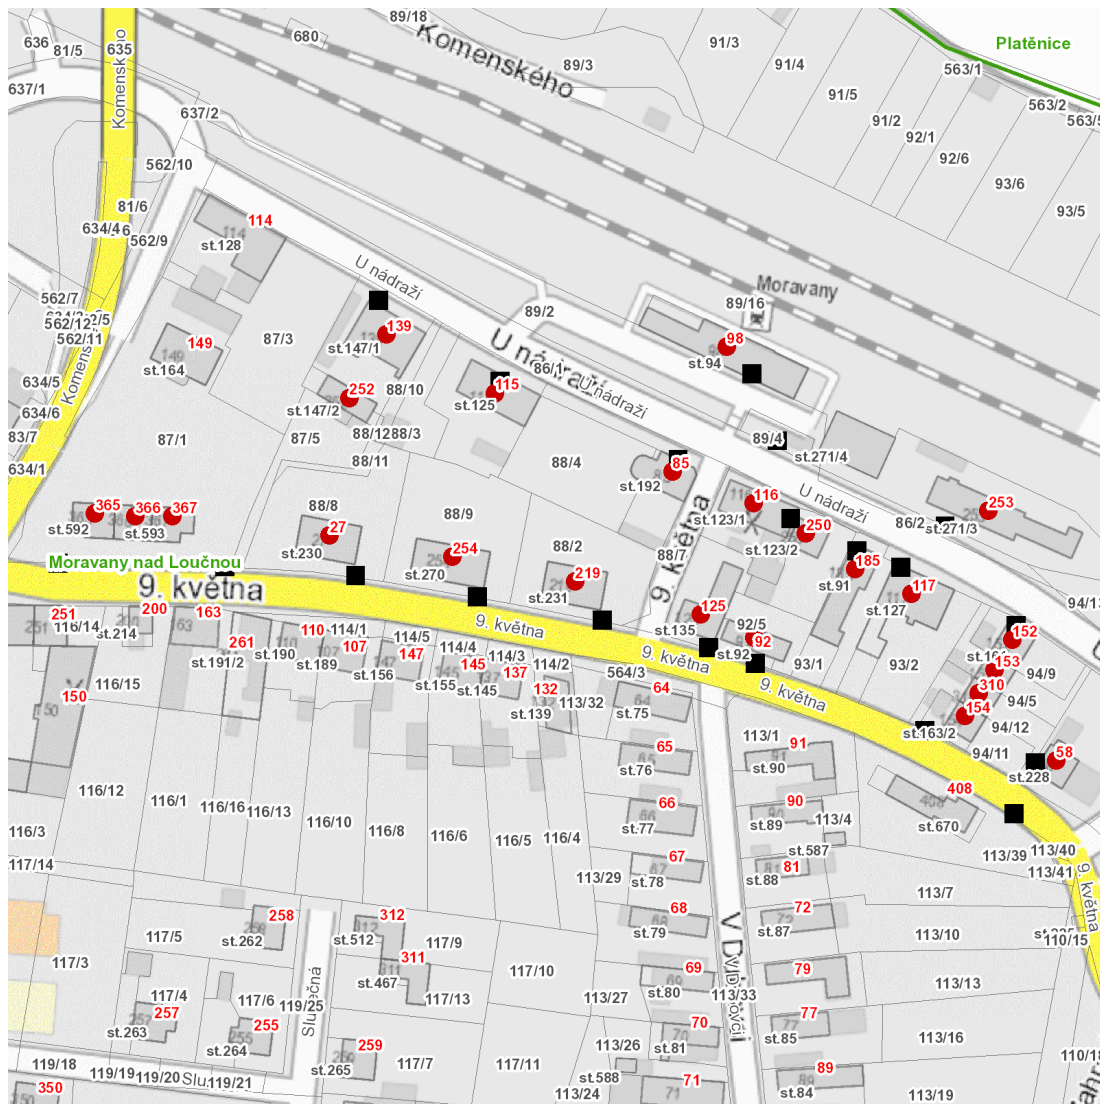 89/18
636
81/5
635
680
Komenského
91/3
Platěnice
89/3
91/4
563/1
637/1
Komenského
91/5
563/2
637/2
91/2
92/1
562/10
92/6
93/6
81/6
93/5
114
114
562/9
st.128
U nádraží
Moravany
562/7
89/16
89/2
562/11
139
87/3
149
st.147/1
98
U nádraží
149
st.164
st.94
86/1
634/5
252
88/10
115
U nádraží
634/6
st.147/2
st.125
83/7
87/1
87/5
88/12
88/3
89/4
st.271/4
634/1
88/11
88/4
85
st.192
365
366
367
88/8
88/9
116
U nádraží
253
st.592
st.593
27
st.123/1
250
86/2
st.271/3
st.230
254
88/2
88/7
st.123/2
Moravany nad Loučnou
st.270
219
185
9. května
st.231
9. května
st.91
117
251
200
163
125
st.127
116/14
st.214
163
110
114/1
9. května
st.135
92/5
152
261
107
114/5
st.92
92
st.191/2
st.190
st.189
147
114/4
114/3
9. května
153
116/15
st.156
145
114/2
564/3
93/1
93/2
94/9
150
st.155
st.145
137
132
64
9. května
310
94/5
113/32
154
st.139
st.75
st.163/2
94/12
65
113/1
91
94/11
58
st.76
st.90
st.228
116/12
116/1
116/16
116/13
66
90
408
116/10
116/8
116/6
116/5
116/4
st.77
st.89
113/4
st.670
116/3
67
st.587
113/39
113/40
117/14
113/29
st.78
81
113/41
st.88
113/7
9. května
258
312
68
72
117/5
st.262
st.512
117/9
st.79
st.87
113/10
110/15
117/3
311
69
79
117/4
117/6
119/25
st.467
117/13
117/10
113/27
st.80
113/33
113/13
257
255
Slunečná
70
77
st.263
st.264
113/26
st.81
st.85
113/16
259
119/18
st.265
117/7
117/11
st.588
71
89
119/19
119/20
119/21
350
113/24
st.84
113/19